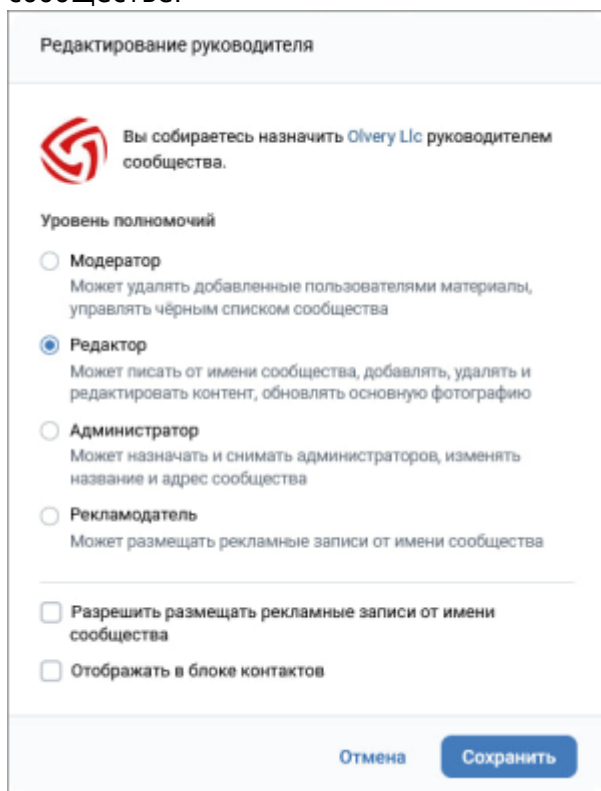 Редактирование руководителя
Вы собираетесь назначить Olvery Llc руководителем
сообщества.
Уровень полномочий
Модератор
Может удалять добавленные пользователями материалы,
управлять чёрным списком сообщества
Редактор
Может писать от имени сообщества, добавлять, удалять и
редактировать контент, обновлять основную фотографию
Администратор
Может назначать и снимать администраторов, изменять
название и адрес сообщества
Рекламодатель
Может размещать рекламные записи от имени сообщества
Разрешить размещать рекламные записи от имени
сообщества
Отображать в блоке контактов
Отмена Сохранить